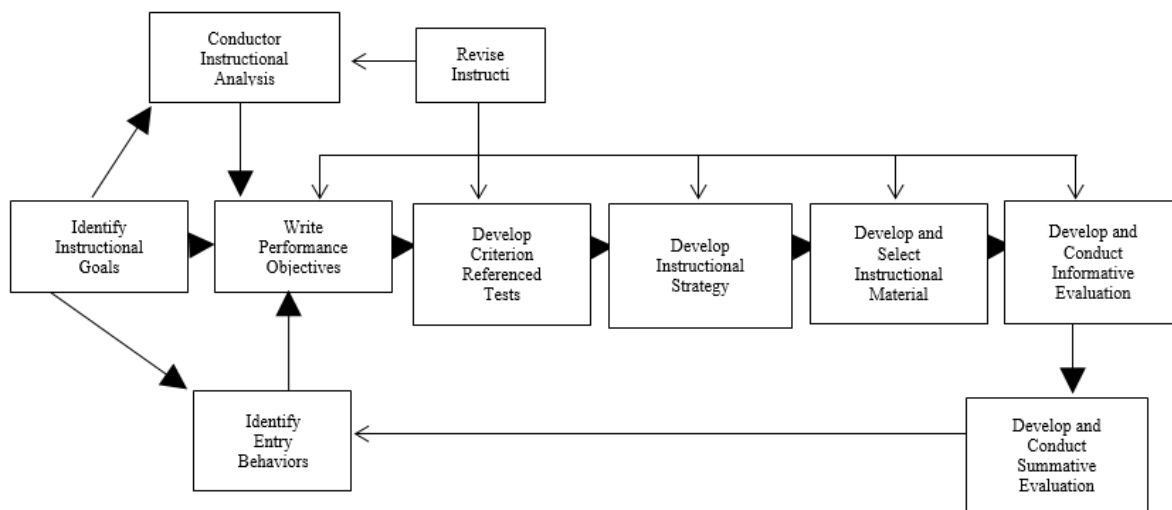 Conductor
Instructional
Analysis
Revise
Instructi
Identify
Instructional
Goals
Write
Performance
Objectives
Develop
Criterion
Referenced
Tests
Develop
Instructional
Strategy
Develop and
Select
Instructional
Material
Develop and
Conduct
Informative
Evaluation
Identify
Entry
Behaviors
Develop and
Conduct
Summative
Evaluation